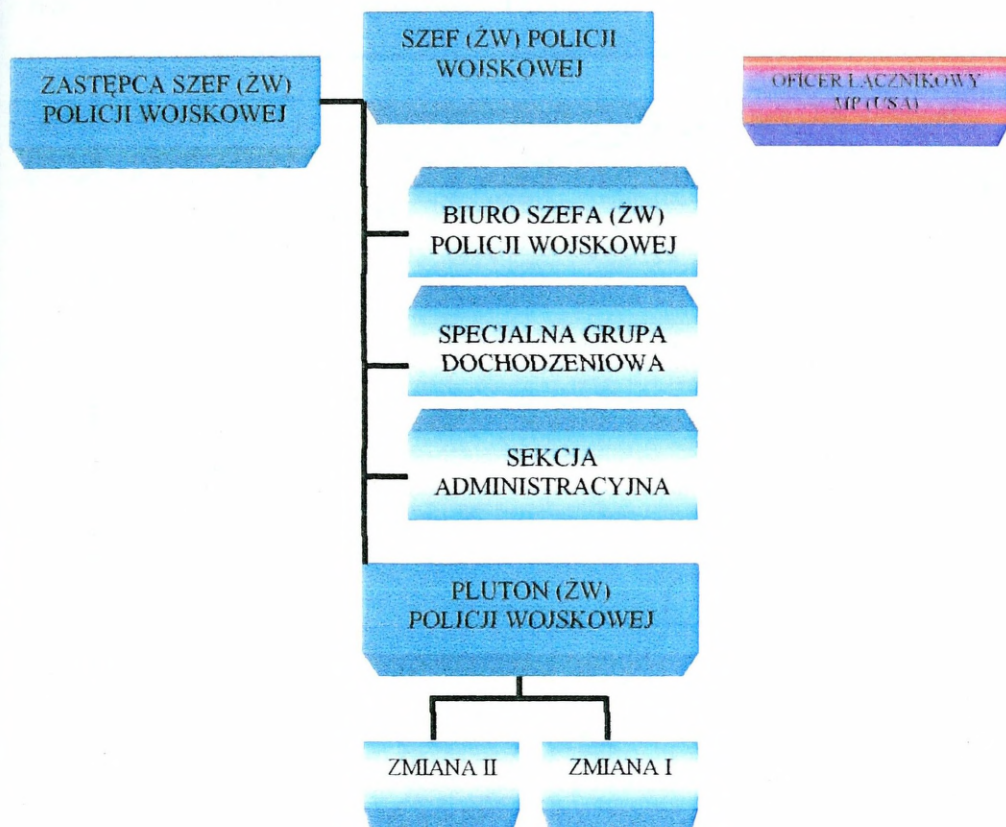 SZEF (ŻW) POLICJI
WOJSKOWEJ
ZASTĘPCA SZEF (ŻW)
POLICJI WOJSKOWEJ
OFICER ŁĄCZNIKOWY
MP (USA)
BIURO SZEFA (ŻW)
POLICJI WOJSKOWEJ
SPECJALNA GRUPA
DOCHODZENIOWA
SEKCJA
ADMINISTRACYJNA
PLUTON (ŻW)
POLICJI WOJSKOWEJ
ZMIANA II
ZMIANA I